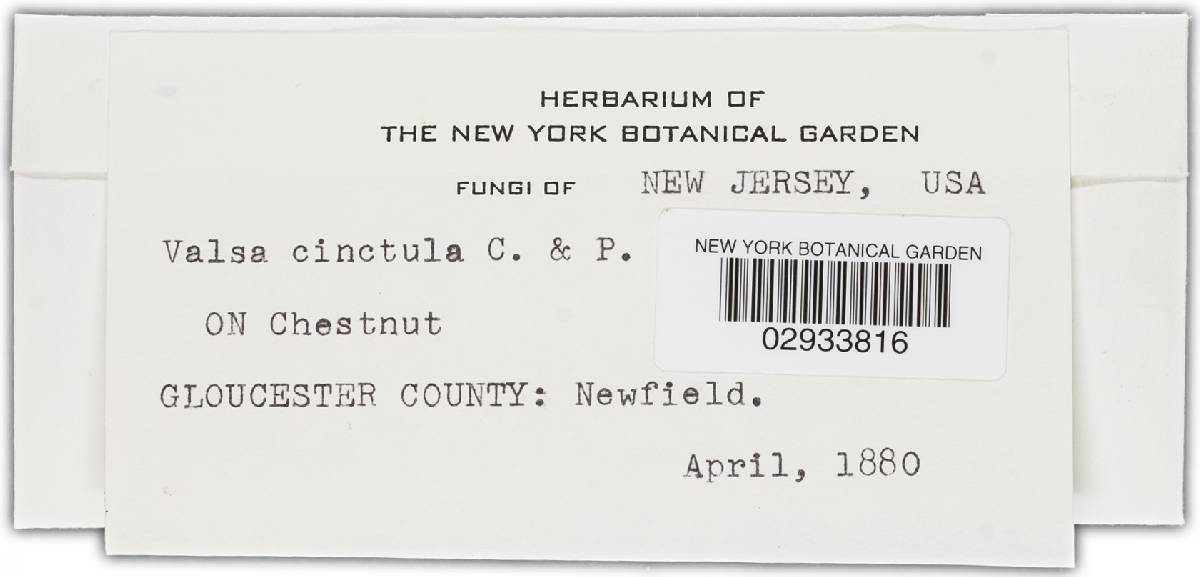 HERBARIUM OF
THE NEW YORK BOTANICAL GARDEN
FUNGI OF NEW JERSEY, USA
Valsa cinctula C. & P.
NEW YORK BOTANICAL GARDEN
02933816
ON Chestnut
GLOUCESTER COUNTY: Newfield.
April, 1880